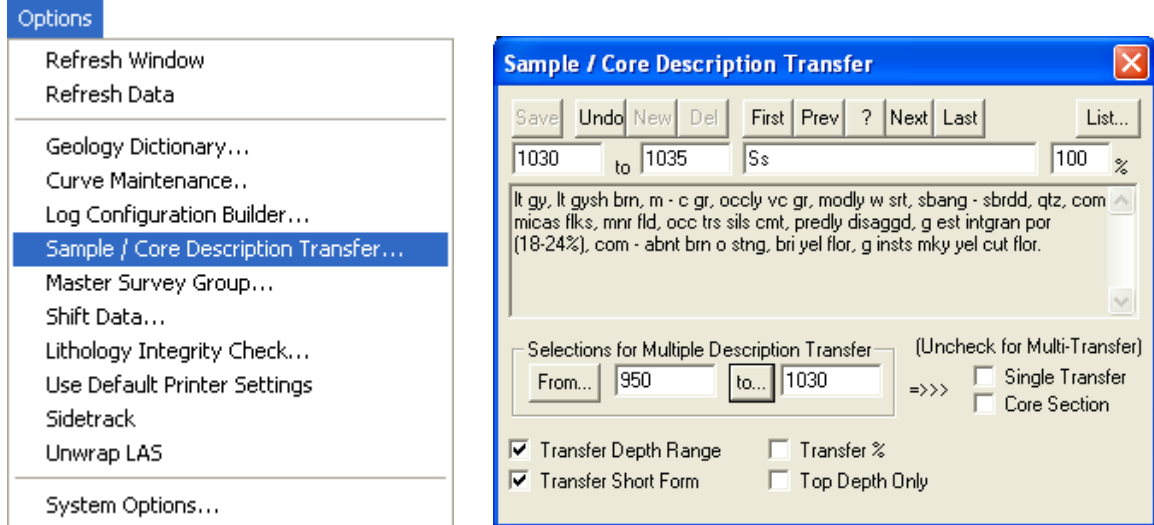 Options
Refresh Window
Refresh Data
Geology Dictionary...
Curve Maintenance..
Log Configuration Builder...
Sample / Core Description Transfer...
Master Survey Group...
Shift Data...
Lithology Integrity Check...
Use Default Printer Settings
Sidetrack
Unwrap LAS
System Options...
Sample / Core Description Transfer
Save Undo New Del First Prev ? Next Last List...
1030 to 1035 Ss 100 %
lt gy, lt gysh brn, m - c gr, occly vc gr, modly w srt, sbang - sbrdd, qtz, com
micas flks, mnr fld, occ trs sils cmt, predly disaggd, g est intgran por
(18-24%), com - abnt brn o stng, bri yel flor, g insts mky yel cut flor.
Selections for Multiple Description Transfer (Uncheck for Multi-Transfer)
From... 950 to... 1030 =>>> Single Transfer
Core Section
Transfer Depth Range Transfer %
Transfer Short Form Top Depth Only